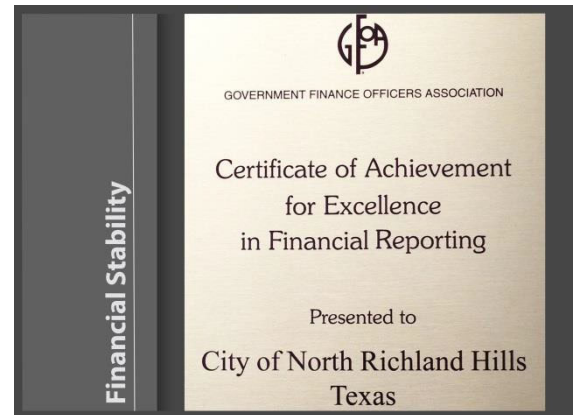 Financial Stability
GFOA
GOVERNMENT FINANCE OFFICERS ASSOCIATION
Certificate of Achievement
for Excellence
in Financial Reporting
Presented to
City of North Richland Hills
Texas